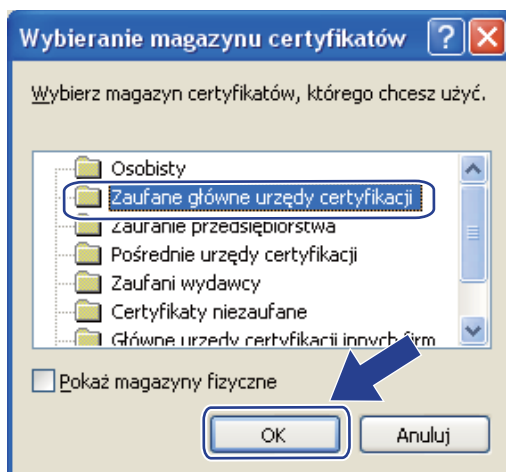 Wybieranie magazynu certyfikatów
Wybierz magazyn certyfikatów, którego chcesz użyć.
Osobisty
Zaufane główne urzędy certyfikacji
Zaufanie przedsiębiorstwa
Pośrednie urzędy certyfikacji
Zaufani wydawcy
Certyfikaty niezaufane
Główne urzędy certyfikacji innych firm
Pokaż magazyny fizyczne
OK Anuluj